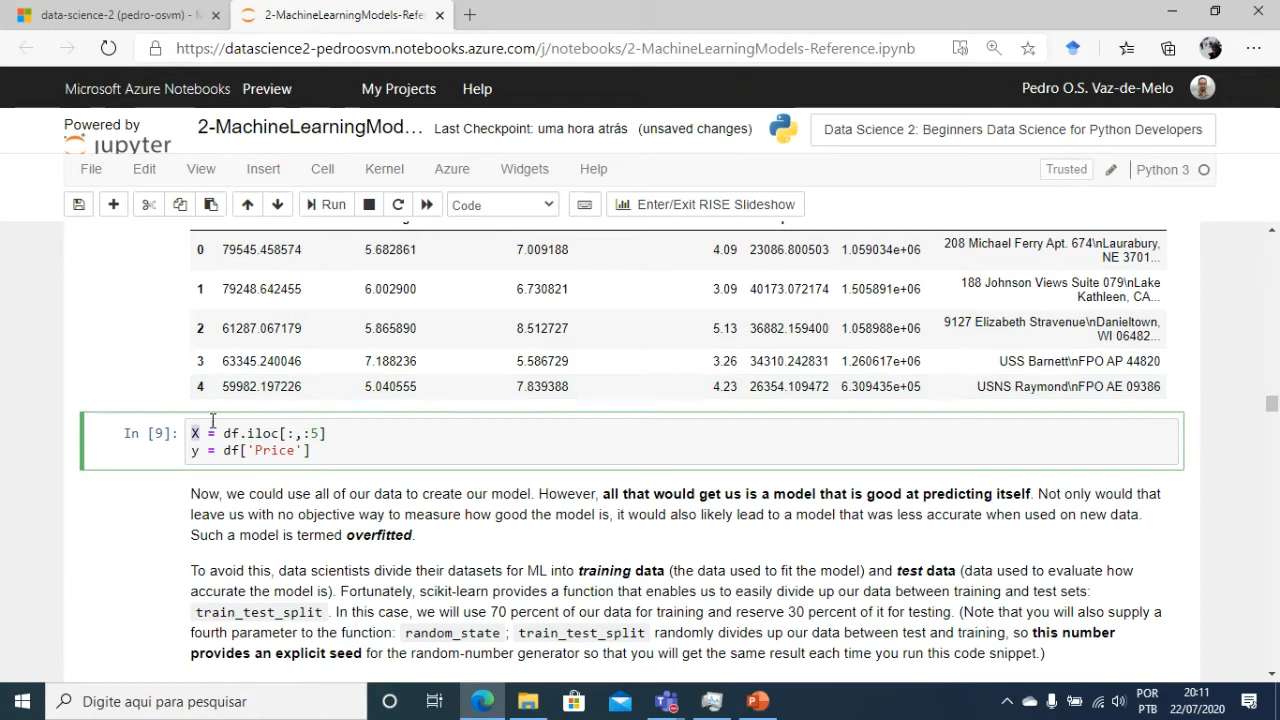 data-science-2 (pedro-osvm) - M
2-MachineLearningModels-Refe
https://datascience2-pedroosvm.notebooks.azure.com/j/notebooks/2-MachineLearningModels-Reference.ipynb
Microsoft Azure Notebooks Preview My Projects Help Pedro O.S. Vaz-de-Melo
Powered by
jupyter
2-MachineLearningMod... Last Checkpoint: uma hora atrás (unsaved changes) Data Science 2: Beginners Data Science for Python Developers
File Edit View Insert Cell Kernel Azure Widgets Help Trusted Python 3
Run Code Enter/Exit RISE Slideshow
0 79545.458574 5.682861 7.009188 4.09 23086.800503 1.059034e+06 208 Michael Ferry Apt. 674\nLaurabury,
NE 3701...
1 79248.642455 6.002900 6.730821 3.09 40173.072174 1.505891e+06 188 Johnson Views Suite 079\nLake
Kathleen, CA...
2 61287.067179 5.865890 8.512727 5.13 36882.159400 1.058988e+06 9127 Elizabeth Stravenue\nDanieltown,
WI 06482...
3 63345.240046 7.188236 5.586729 3.26 34310.242831 1.260617e+06 USS Barnett\nFPO AP 44820
4 59982.197226 5.040555 7.839388 4.23 26354.109472 6.309435e+05 USNS Raymond\nFPO AE 09386
In [9]: X = df.iloc[:,:5]
y = df['Price']
Now, we could use all of our data to create our model. However, all that would get us is a model that is good at predicting itself. Not only would that
leave us with no objective way to measure how good the model is, it would also likely lead to a model that was less accurate when used on new data.
Such a model is termed overfitted.
To avoid this, data scientists divide their datasets for ML into training data (the data used to fit the model) and test data (data used to evaluate how
accurate the model is). Fortunately, scikit-learn provides a function that enables us to easily divide up our data between training and test sets:
train_test_split. In this case, we will use 70 percent of our data for training and reserve 30 percent of it for testing. (Note that you will also supply a
fourth parameter to the function: random_state; train_test_split randomly divides up our data between test and training, so this number
provides an explicit seed for the random-number generator so that you will get the same result each time you run this code snippet.)
Digite aqui para pesquisar
POR
PTB
20:11
22/07/2020